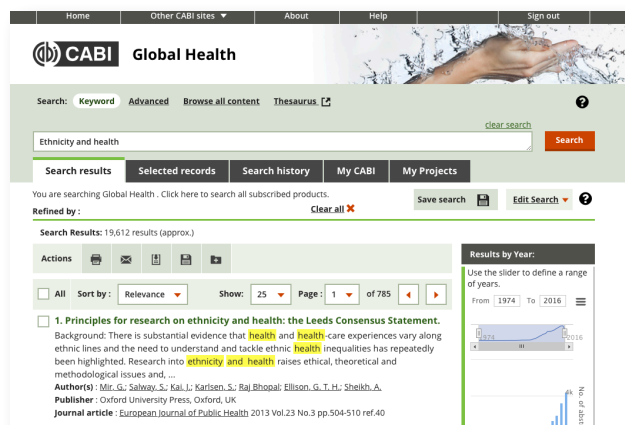 Home Other CABI sites ▼ About Help Sign out
CABI Global Health
Search: Keyword Advanced Browse all content Thesaurus
clear search
Ethnicity and health Search
Search results Selected records Search history My CABI My Projects
You are searching Global Health . Click here to search all subscribed products.
Save search Edit Search ▼
Refined by : Clear all
Search Results: 19,612 results (approx.)
Actions
Results by Year:
Use the slider to define a range
of years.
From 1974 To 2016
All Sort by : Relevance Show: 25 Page : 1 of 785
1974 2016
1. Principles for research on ethnicity and health: the Leeds Consensus Statement.
Background: There is substantial evidence that health and health-care experiences vary along
ethnic lines and the need to understand and tackle ethnic health inequalities has repeatedly
been highlighted. Research into ethnicity and health raises ethical, theoretical and
methodological issues and, ...
Author(s) : Mir, G.; Salway, S.; Kai, J.; Karlsen, S.; Raj Bhopal; Ellison, G. T. H.; Sheikh, A.
Publisher : Oxford University Press, Oxford, UK
Journal article : European Journal of Public Health 2013 Vol.23 No.3 pp.504-510 ref.40
No. of abst